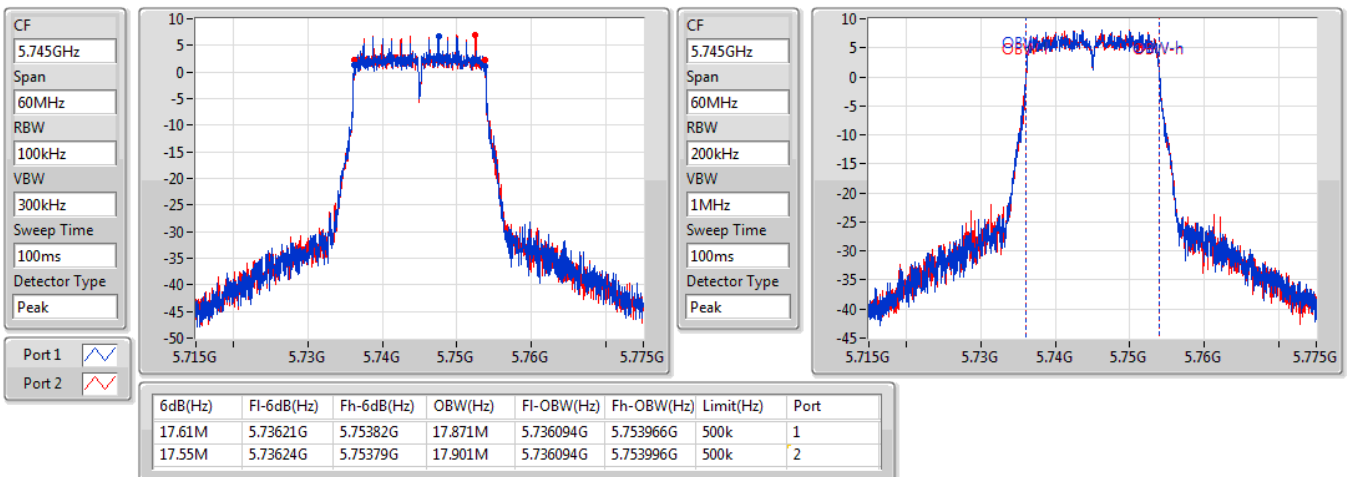 CF
5.745GHz
Span
60MHz
RBW
100kHz
VBW
300kHz
Sweep Time
100ms
Detector Type
Peak
Port 1
Port 2
10
5
0
-5
-10
-15
-20
-25
-30
-35
-40
-45
-50
5.715G 5.73G 5.74G 5.75G 5.76G 5.775G
CF
5.745GHz
Span
60MHz
RBW
200kHz
VBW
1MHz
Sweep Time
100ms
Detector Type
Peak
10
5
0
-5
-10
-15
-20
-25
-30
-35
-40
-45
OBW-h
5.715G 5.73G 5.74G 5.75G 5.76G 5.775G
6dB(Hz) Fl-6dB(Hz) Fh-6dB(Hz) OBW(Hz) Fl-OBW(Hz) Fh-OBW(Hz) Limit(Hz) Port
17.61M 5.73621G 5.75382G 17.871M 5.736094G 5.753966G 500k 1
17.55M 5.73624G 5.75379G 17.901M 5.736094G 5.753996G 500k 2